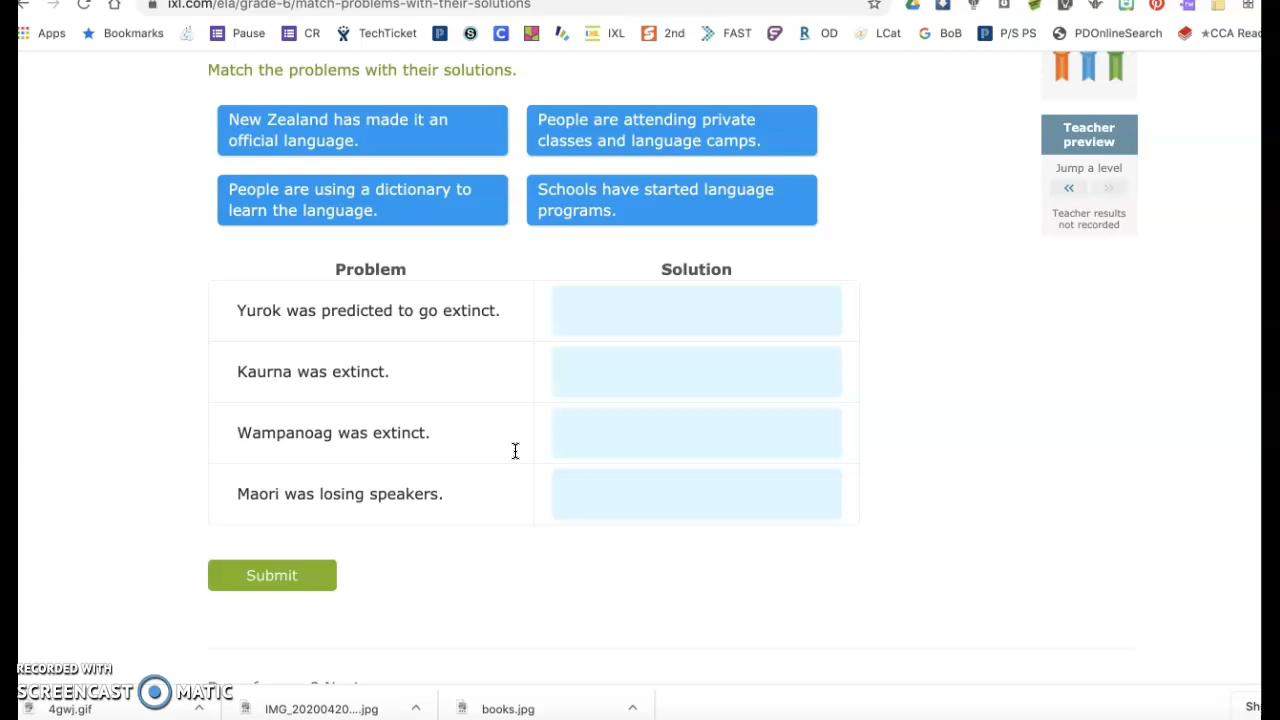 ixl.com/ela/grade-6/match-problems-with-their-solutions
Apps Bookmarks Pause CR TechTicket IXL 2nd FAST OD LCat BoB P/S PS PDOnlineSearch ★CCA Read
Match the problems with their solutions.
New Zealand has made it an
official language.
People are attending private
classes and language camps.
People are using a dictionary to
learn the language.
Schools have started language
programs.
Teacher
preview
Jump a level
Teacher results
not recorded
Problem Solution
Yurok was predicted to go extinct.
Kaurna was extinct.
Wampanoag was extinct.
Maori was losing speakers.
Submit
RECORDED WITH
SCREENCAST MATIC
4gwj.gif IMG_20200420....jpg books.jpg